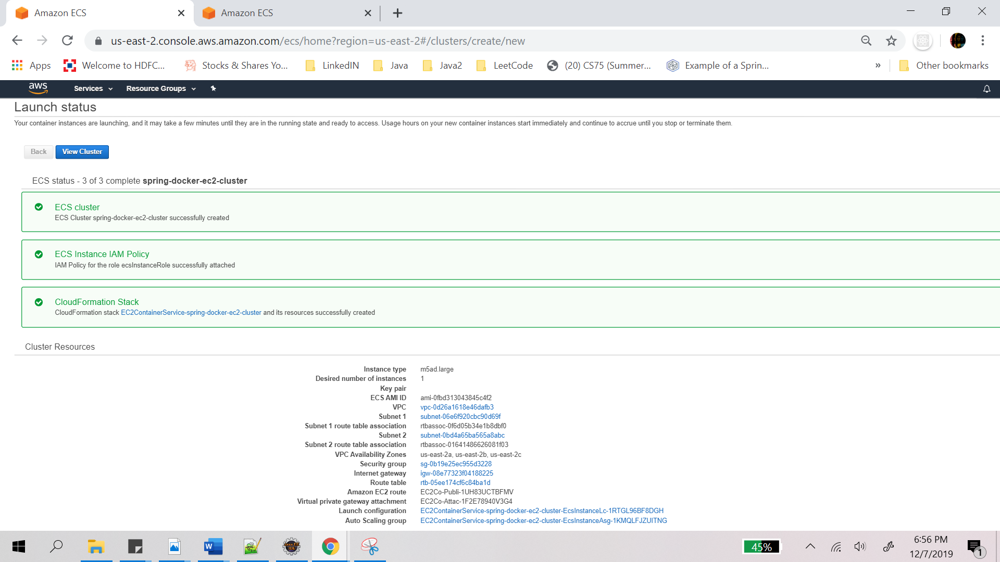 Amazon ECS
Amazon ECS
us-east-2.console.aws.amazon.com/ecs/home?region=us-east-2#/clusters/create/new
Apps
Welcome to HDFC...
Stocks & Shares Yo...
LinkedIN
Java
Java2
LeetCode
(20) CS75 (Summer...
Example of a Sprin...
»
Other bookmarks
aws
Services
Resource Groups
Launch status
Your container instances are launching, and it may take a few minutes until they are in the running state and ready to access. Usage hours on your new container instances start immediately and continue to accrue until you stop or terminate them.
Back
View Cluster
ECS status - 3 of 3 complete spring-docker-ec2-cluster
ECS cluster
ECS Cluster spring-docker-ec2-cluster successfully created
ECS Instance IAM Policy
IAM Policy for the role ecsInstanceRole successfully attached
CloudFormation Stack
CloudFormation stack EC2ContainerService-spring-docker-ec2-cluster and its resources successfully created
Cluster Resources
Instance type m5ad.large
Desired number of instances 1
Key pair
ECS AMI ID ami-0fbd313043845c4f2
VPC vpc-0d26a1618e46dafb3
Subnet 1 subnet-06e6f920cbc90d69f
Subnet 1 route table association rtbassoc-0f6d05b34e1b8dbf0
Subnet 2 subnet-0bd4a65ba565a8abc
Subnet 2 route table association rtbassoc-01641486626081f03
VPC Availability Zones us-east-2a, us-east-2b, us-east-2c
Security group sg-0b19e25ec955d3228
Internet gateway igw-08e77323f04188225
Route table rtb-05ee174cf6c84ba1d
Amazon EC2 route EC2Co-Publi-1UH83UCTBFMV
Virtual private gateway attachment EC2Co-Attac-1F2E78940V3G4
Launch configuration EC2ContainerService-spring-docker-ec2-cluster-EcsInstanceLc-1RTGL96BF8DGH
Auto Scaling group EC2ContainerService-spring-docker-ec2-cluster-EcsInstanceAsg-1KMQLFJZUITNG
W
Java EE
IDE
45%
6:56 PM
12/7/2019
1